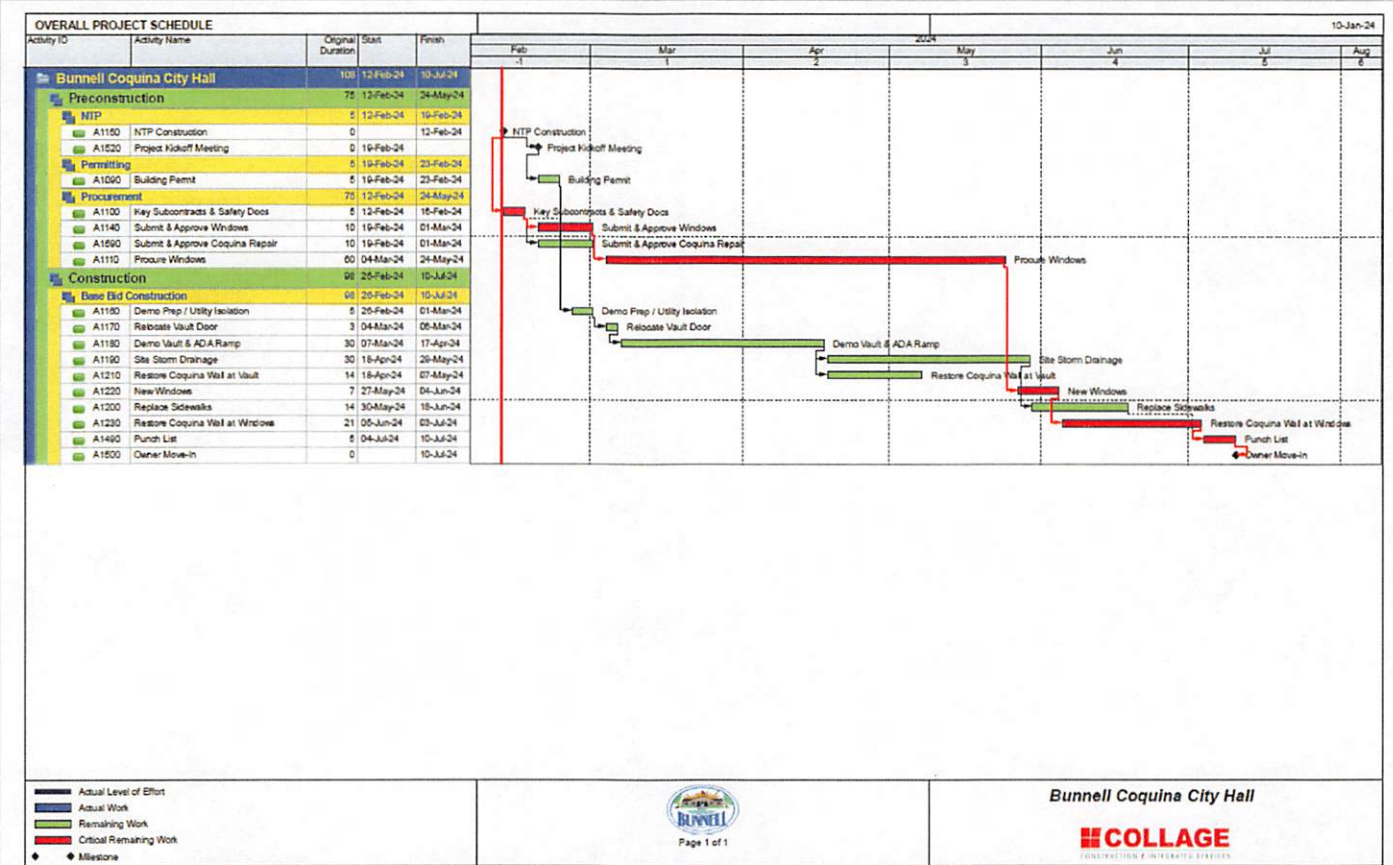 OVERALL PROJECT SCHEDULE 10-Jan-24
Activity ID Activity Name Original Duration Start Finish 2024
Feb Mar Apr May Jun Jul Aug
-1 1 2 3 4 5 6
Bunnell Coquina City Hall 108 12-Feb-24 10-Jul-24
Preconstruction 75 12-Feb-24 24-May-24
NTP 5 12-Feb-24 19-Feb-24
A1150 NTP Construction 0 12-Feb-24 NTP Construction
A1520 Project Kickoff Meeting 0 19-Feb-24 Project Kickoff Meeting
Permitting 5 19-Feb-24 23-Feb-24
A1090 Building Permit 5 19-Feb-24 23-Feb-24 Building Permit
Procurement 75 12-Feb-24 24-May-24
A1100 Key Subcontracts & Safety Docs 5 12-Feb-24 16-Feb-24 Key Subcontracts & Safety Docs
A1140 Submit & Approve Windows 10 19-Feb-24 01-Mar-24 Submit & Approve Windows
A1590 Submit & Approve Coquina Repair 10 19-Feb-24 01-Mar-24 Submit & Approve Coquina Repair
A1110 Procure Windows 60 04-Mar-24 24-May-24 Procure Windows
Construction 98 26-Feb-24 10-Jul-24
Base Bid Construction 98 26-Feb-24 10-Jul-24
A1160 Demo Prep / Utility Isolation 5 26-Feb-24 01-Mar-24 Demo Prep / Utility Isolation
A1170 Relocate Vault Door 3 04-Mar-24 06-Mar-24 Relocate Vault Door
A1180 Demo Vault & ADA Ramp 30 07-Mar-24 17-Apr-24 Demo Vault & ADA Ramp
A1190 Site Storm Drainage 30 18-Apr-24 29-May-24 Site Storm Drainage
A1210 Restore Coquina Wall at Vault 14 18-Apr-24 07-May-24 Restore Coquina Wall at Vault
A1220 New Windows 7 27-May-24 04-Jun-24 New Windows
A1200 Replace Sidewalks 14 30-May-24 18-Jun-24 Replace Sidewalks
A1230 Restore Coquina Wall at Windows 21 05-Jun-24 03-Jul-24 Restore Coquina Wall at Windows
A1490 Punch List 5 04-Jul-24 10-Jul-24 Punch List
A1500 Owner Move-In 0 10-Jul-24 Owner Move-In
Actual Level of Effort
Actual Work
Remaining Work
Critical Remaining Work
Milestone
BUNNELL
Page 1 of 1
Bunnell Coquina City Hall
COLLAGE
CONSTRUCTION & INTEGRATED SERVICES